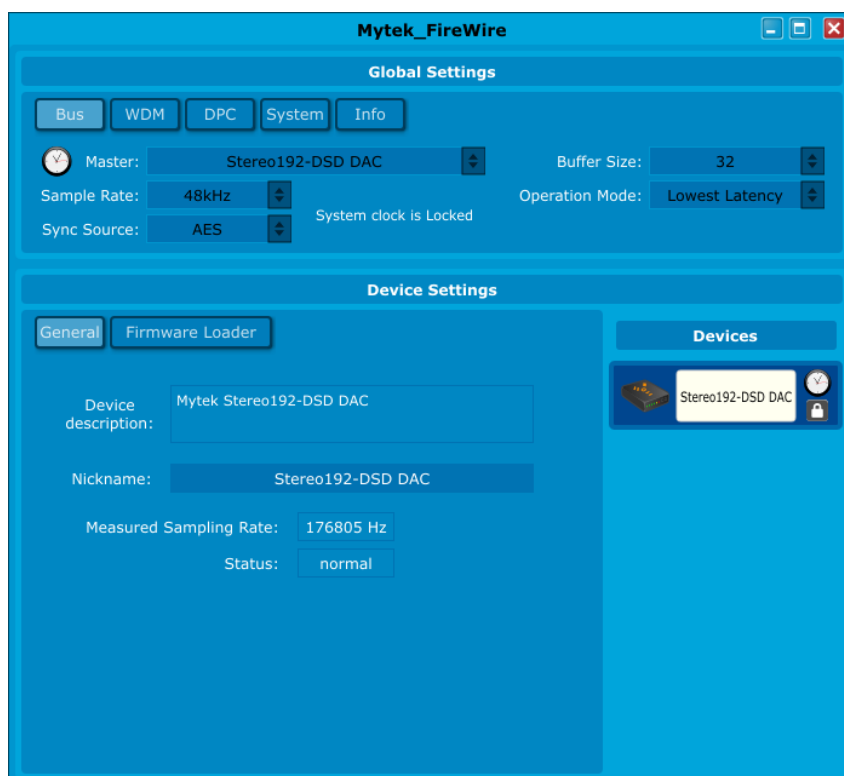 Mytek_FireWire
Global Settings
Bus WDM DPC System Info
Master: Stereo192-DSD DAC Buffer Size: 32
Sample Rate: 48kHz Operation Mode: Lowest Latency
System clock is Locked
Sync Source: AES
Device Settings
General Firmware Loader
Devices
Stereo192-DSD DAC
Device description: Mytek Stereo192-DSD DAC
Nickname: Stereo192-DSD DAC
Measured Sampling Rate: 176805 Hz
Status: normal